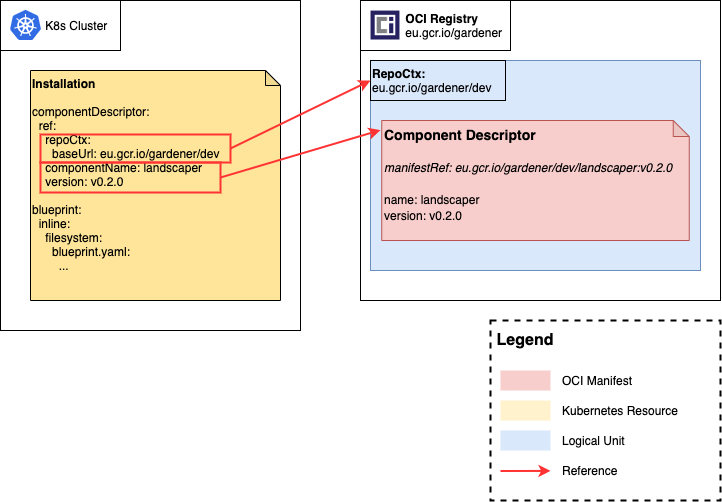 K8s Cluster
Installation
componentDescriptor:
ref:
repoCtx:
baseUrl: eu.gcr.io/gardener/dev
componentName: landscaper
version: v0.2.0
blueprint:
inline:
filesystem:
blueprint.yaml:
...
Ci
OCI Registry
eu.gcr.io/gardener
RepoCtx:
eu.gcr.io/gardener/dev
Component Descriptor
manifestRef: eu.gcr.io/gardener/dev/landscaper:v0.2.0
name: landscaper
version: v0.2.0
Legend
OCI Manifest
Kubernetes Resource
Logical Unit
Reference